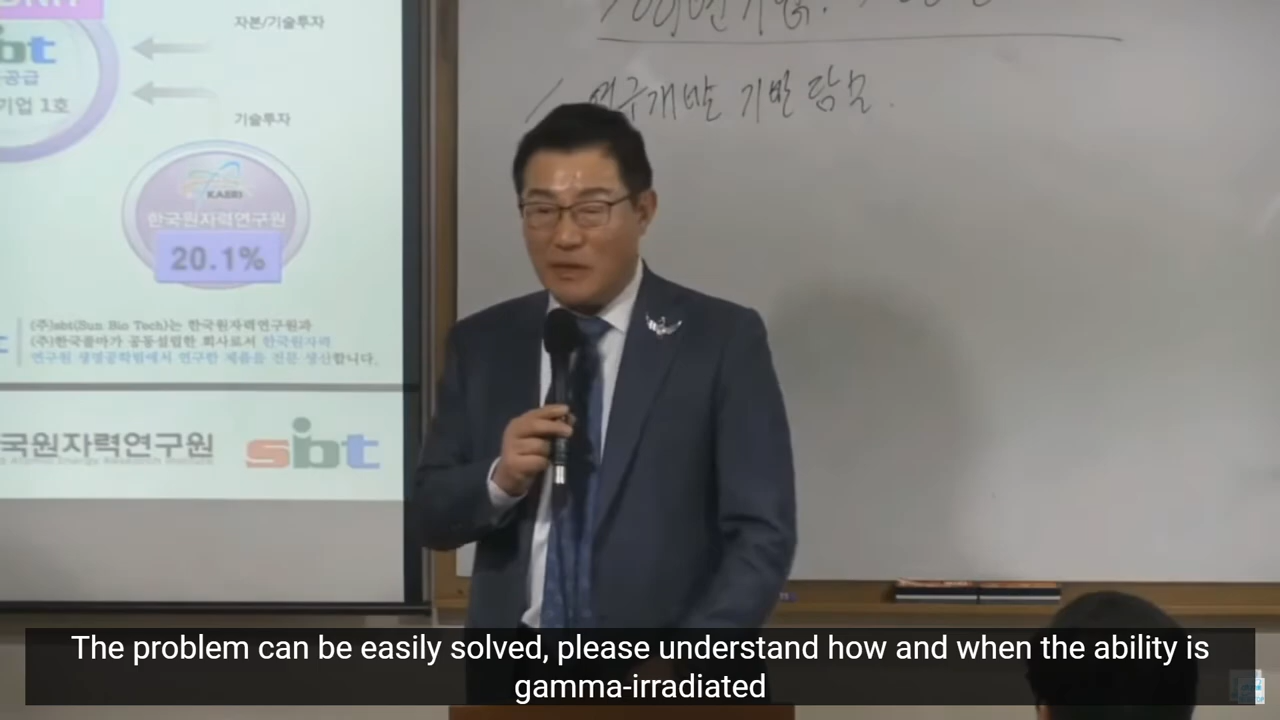 자본/기술투자
공급
기업 1호
기술투자
KAERI
한국원자력연구원
20.1%
(주)sbt(Sun Bio Tech)는 한국원자력연구원과
(주)한국콜마가 공동설립한 회사로서 한국원자력
연구원 생명공학팀에서 연구한 제품을 전문 생산합니다.
국원자력연구원
sbt
연구개발 기반 담보.
The problem can be easily solved, please understand how and when the ability is
gamma-irradiated